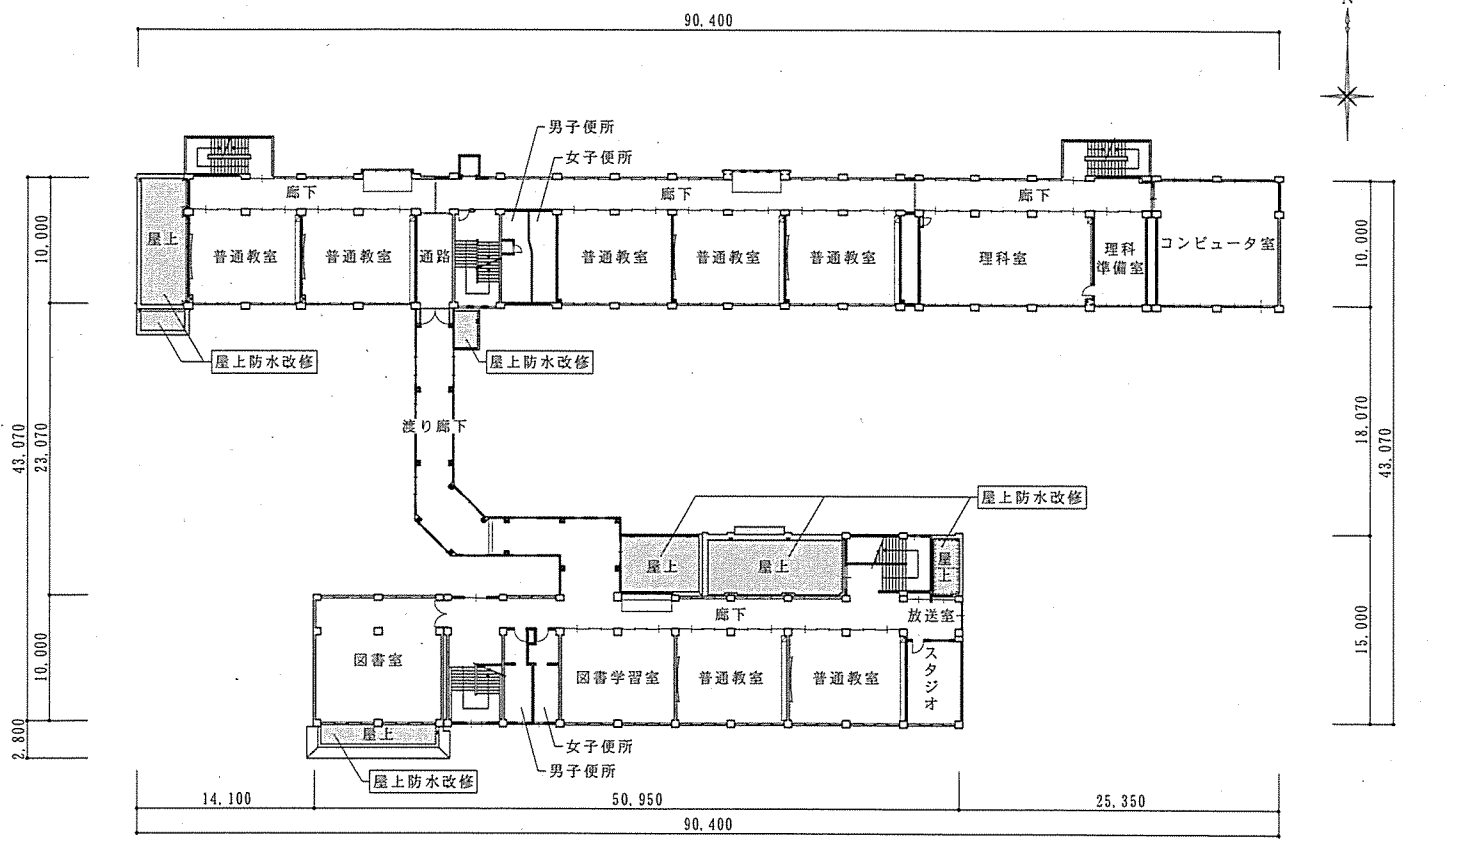 90,400
男子便所
女子便所
廊下
廊下
廊下
屋上
普通教室
普通教室
通路
普通教室
普通教室
普通教室
理科室
理科
準備室
コンピュータ室
10,000
10,000
屋上防水改修
屋上防水改修
渡り廊下
43,070
23,070
18,070
43,070
屋上防水改修
屋上
屋上
屋上
廊下
放送室
図書室
図書学習室
普通教室
普通教室
スタジオ
10,000
15,000
2,800
屋上
女子便所
男子便所
屋上防水改修
14,100
50,950
25,350
90,400